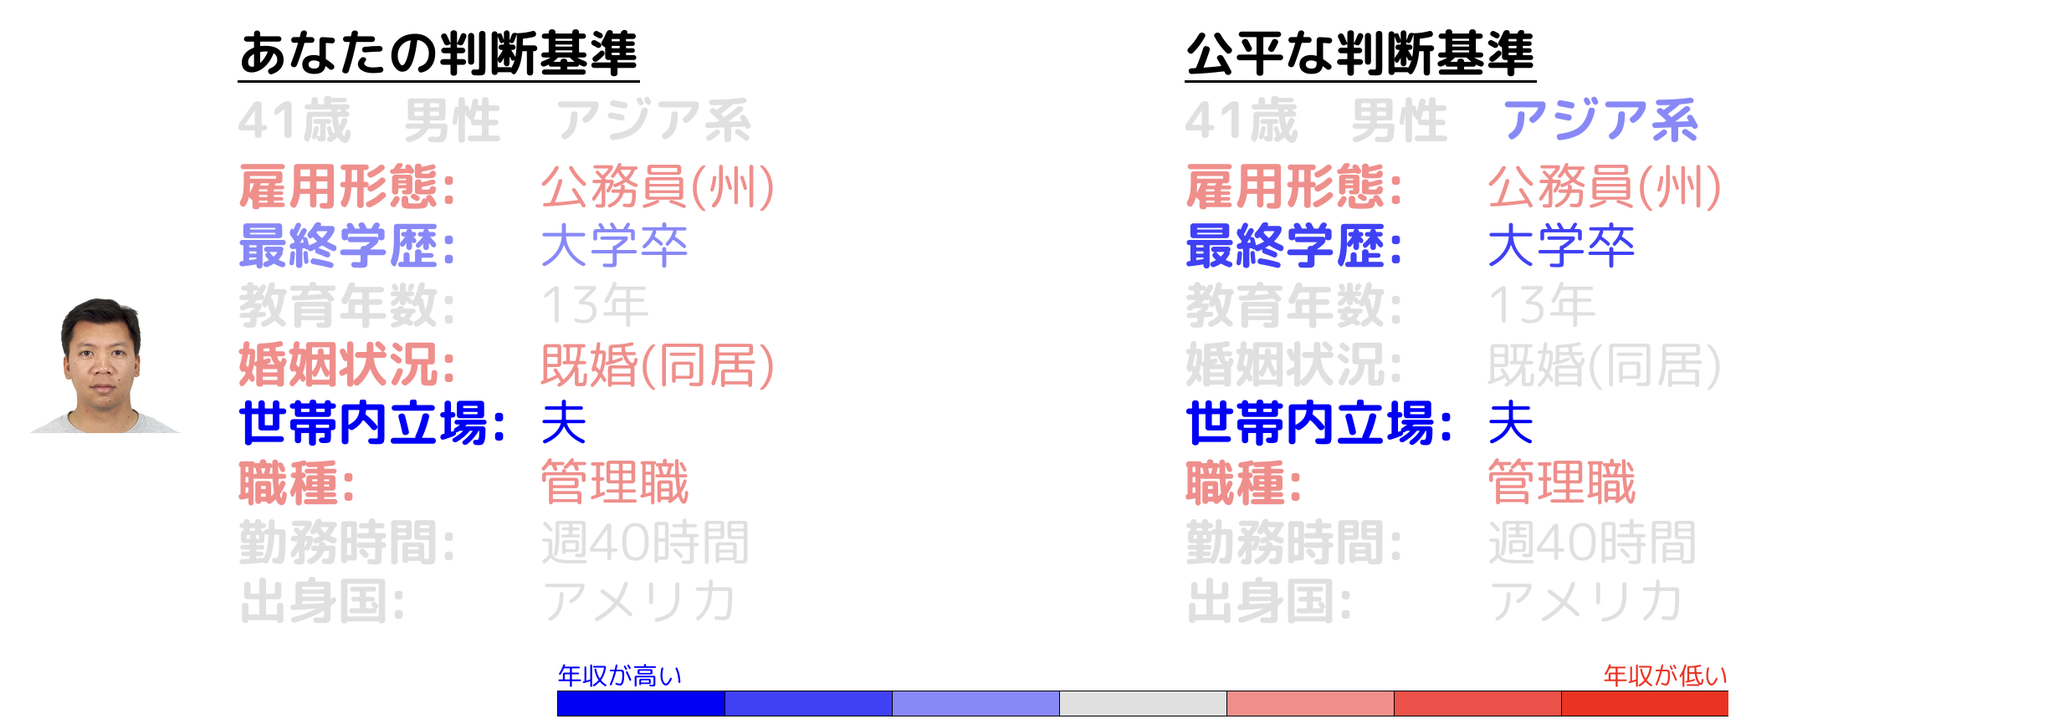 あなたの判断基準
41歳 男性 アジア系
雇用形態: 公務員(州)
最終学歴: 大学卒
教育年数: 13年
婚姻状況: 既婚(同居)
世帯内立場: 夫
職種: 管理職
勤務時間: 週40時間
出身国: アメリカ
公平な判断基準
41歳 男性 アジア系
雇用形態: 公務員(州)
最終学歴: 大学卒
教育年数: 13年
婚姻状況: 既婚(同居)
世帯内立場: 夫
職種: 管理職
勤務時間: 週40時間
出身国: アメリカ
年収が高い
年収が低い